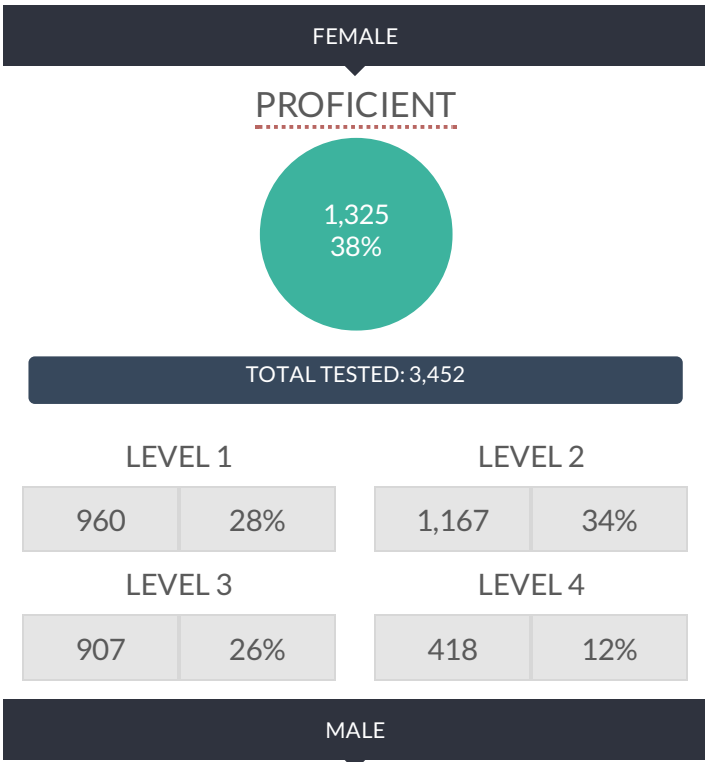 FEMALE
PROFICIENT
1,325
38%
TOTAL TESTED: 3,452
LEVEL 1 LEVEL 2
960 28% 1,167 34%
LEVEL 3 LEVEL 4
907 26% 418 12%
MALE